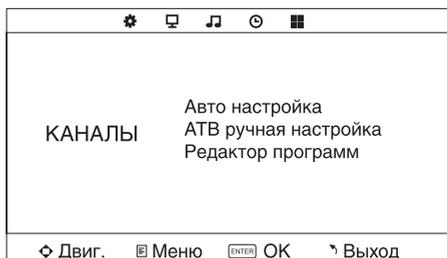 КАНАЛЫ
Авто настройка
АТВ ручная настройка
Редактор программ
Двиг. Меню ENTER OK Выход